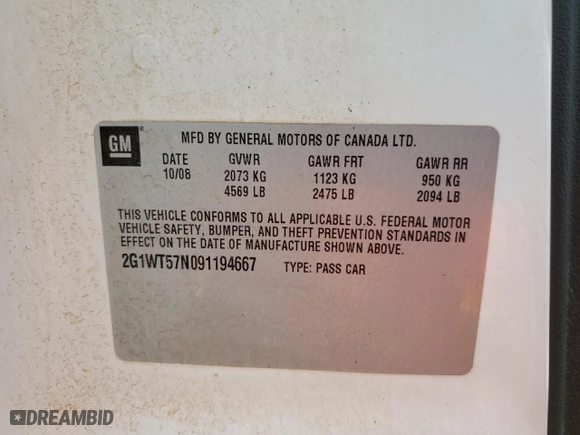 GM
MFD BY GENERAL MOTORS OF CANADA LTD.
DATE GVWR GAWR FRT GAWR RR
10/08 2073 KG 1123 KG 950 KG
4569 LB 2475 LB 2094 LB
THIS VEHICLE CONFORMS TO ALL APPLICABLE U.S. FEDERAL MOTOR
VEHICLE SAFETY, BUMPER, AND THEFT PREVENTION STANDARDS IN
EFFECT ON THE DATE OF MANUFACTURE SHOWN ABOVE.
2G1WT57N091194667 TYPE: PASS CAR
DREAMBID